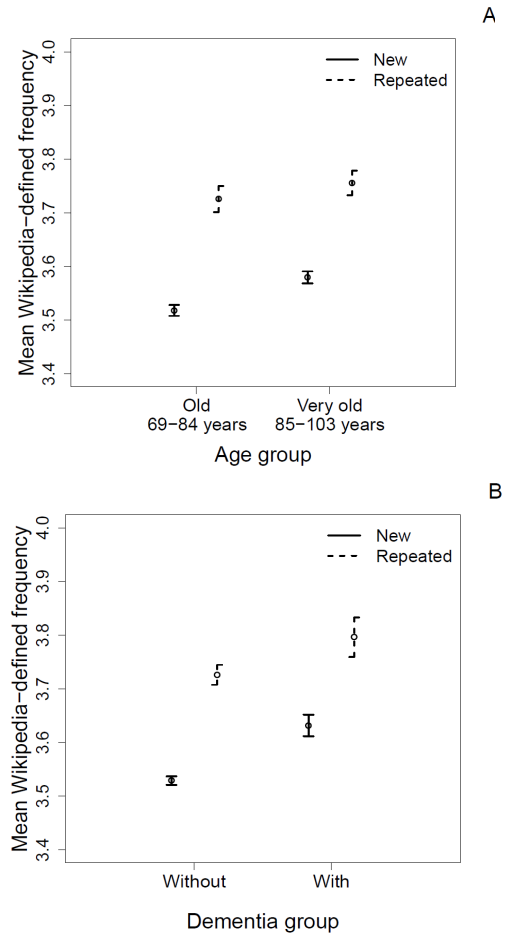 A
New
Repeated
Mean Wikipedia−defined frequency
4.0
3.9
3.8
3.7
3.6
3.5
3.4
Old
69−84 years
Very old
85−103 years
Age group
B
New
Repeated
Mean Wikipedia−defined frequency
4.0
3.9
3.8
3.7
3.6
3.5
3.4
Without
With
Dementia group